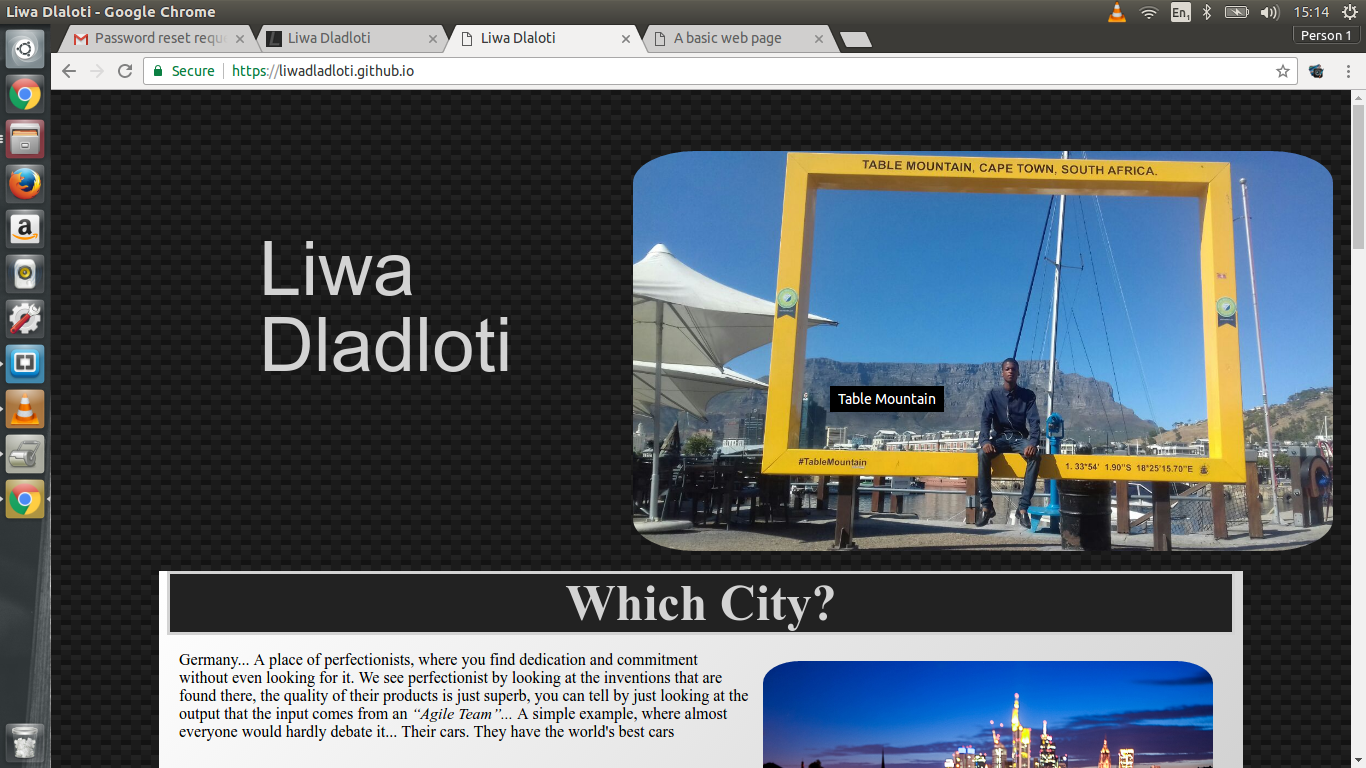 Liwa Dlaloti - Google Chrome
En1
15:14
Password reset requ
Liwa Dladloti
Liwa Dlaloti
A basic web page
Person 1
Secure
https://liwadladloti.github.io
TABLE MOUNTAIN, CAPE TOWN, SOUTH AFRICA.
Liwa
Dladloti
Table Mountain
#TableMountain
1. 33°54' 1.90"S 18°25'15.70"E
Which City?
Germany... A place of perfectionists, where you find dedication and commitment
without even looking for it. We see perfectionist by looking at the inventions that are
found there, the quality of their products is just superb, you can tell by just looking at the
output that the input comes from an “Agile Team”... A simple example, where almost
everyone would hardly debate it... Their cars. They have the world's best cars